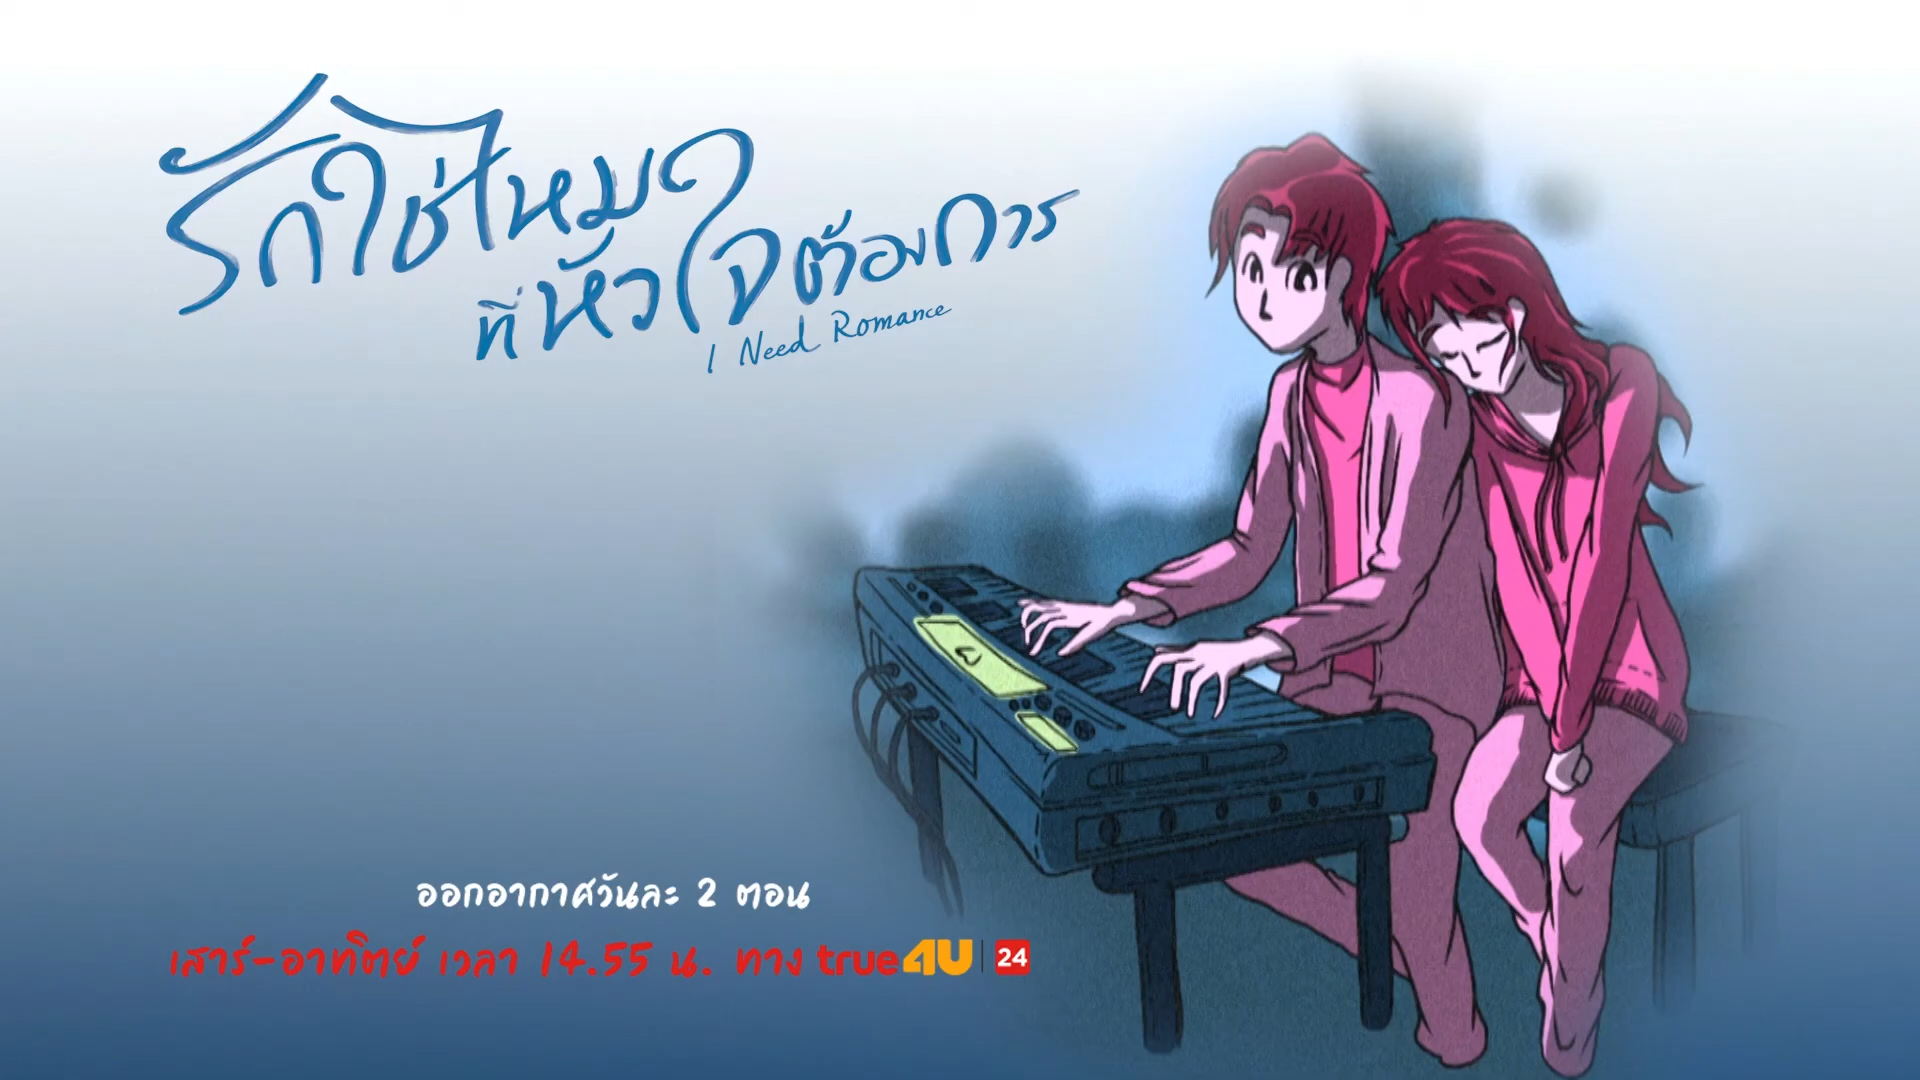 รักใช่ไหม
ที่หัวใจต้องการ
I Need Romance
ออกอากาศวันละ 2 ตอน
เสาร์-อาทิตย์ เวลา 14.55 น. ทาง true4U 24